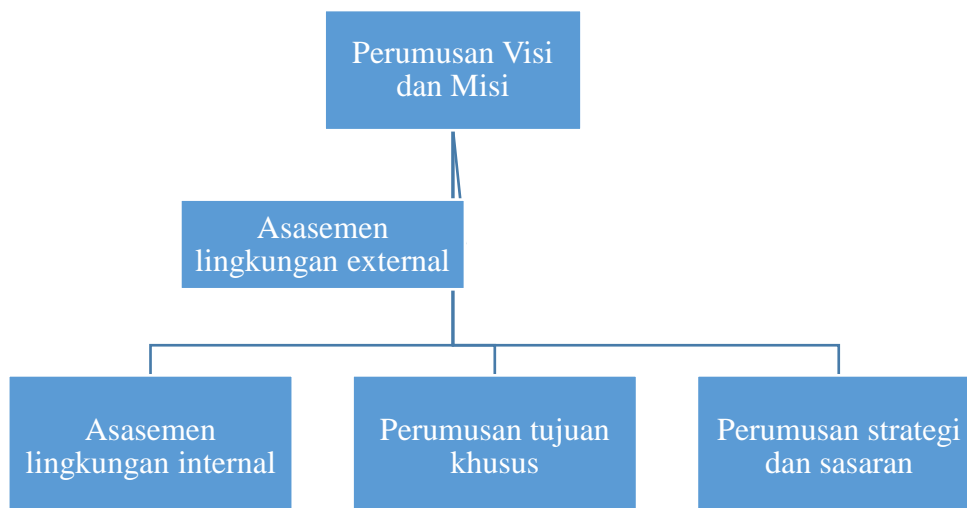 Perumusan Visi
dan Misi
Asasemen
lingkungan external
Asasemen
lingkungan internal
Perumusan tujuan
khusus
Perumusan strategi
dan sasaran